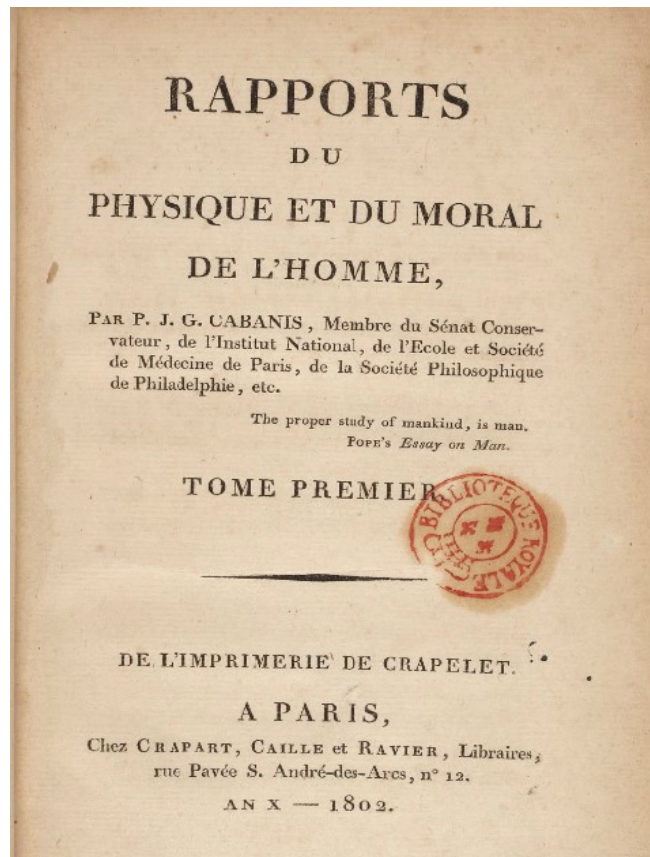 RAPPORTS
DU
PHYSIQUE ET DU MORAL
DE L'HOMME,
PAR P. J. G. CABANIS, Membre du Sénat Conser-
vateur, de l'Institut National, de l'Ecole et Société
de Médecine de Paris, de la Société Philosophique
de Philadelphie, etc.
The proper study of mankind, is man.
POPE's Essay on Man.
TOME PREMIER.
BIBLIOTEQUE ROYALE
DE L'IMPRIMERIE DE CRAPELET.
A PARIS,
Chez CRAPART, CAILLE et RAVIER, Libraires,
rue Pavée S. André-des-Arcs, n° 12.
AN X — 1802.